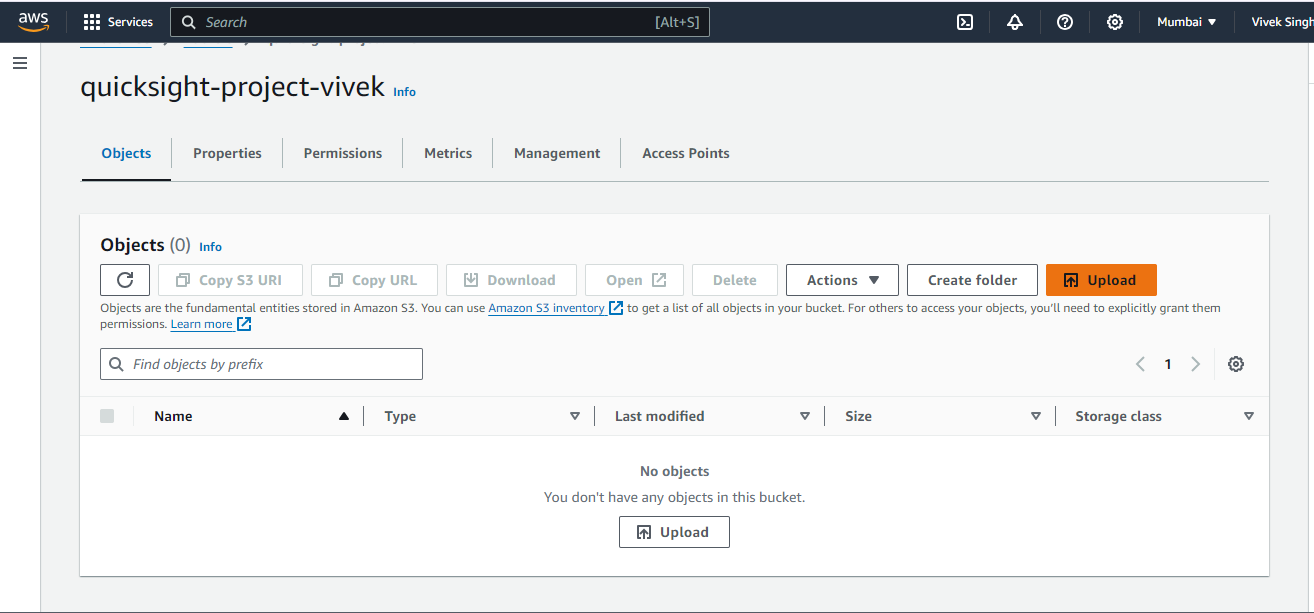 aws Services Search [Alt+S] Mumbai Vivek Singh
quicksight-project-vivek Info
Objects Properties Permissions Metrics Management Access Points
Objects (0) Info
Copy S3 URI Copy URL Download Open Delete Actions Create folder Upload
Objects are the fundamental entities stored in Amazon S3. You can use Amazon S3 inventory to get a list of all objects in your bucket. For others to access your objects, you'll need to explicitly grant them
permissions. Learn more
Find objects by prefix 1
Name Type Last modified Size Storage class
No objects
You don't have any objects in this bucket.
Upload